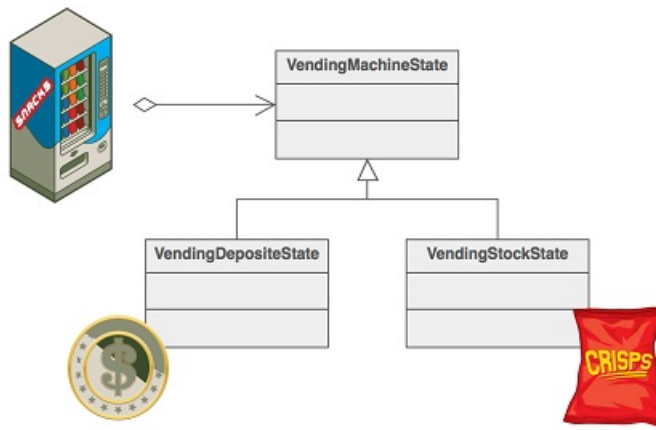 VendingMachineState
SNACKS
VendingDepositeState
VendingStockState
$
CRISPS